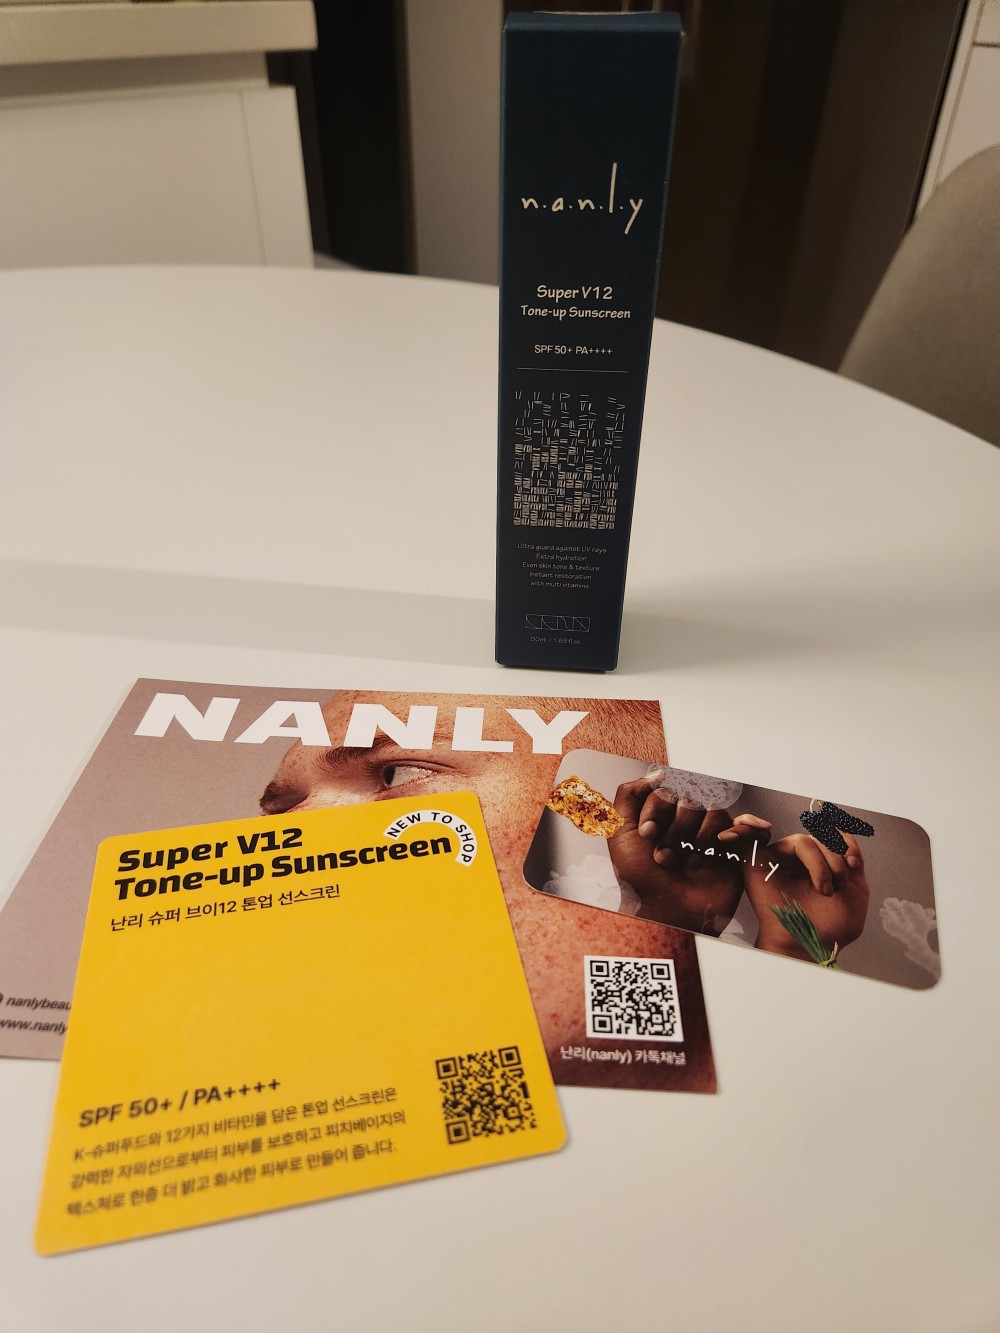 n.a.n.l.y
Super V12
Tone-up Sunscreen
SPF 50+ PA++++
Ultra guard against UV rays
Extra hydration
Even skin tone & texture
Instant restoration
with multi vitamins
50ml / 1.69fl.oz.
NANLY
n.a.n.l.y
NEW TO SHOP
Super V12
Tone-up Sunscreen
난리 슈퍼 브이12 톤업 선스크린
nanlybeau
www.nanly
난리(nanly) 카톡채널
SPF 50+ / PA++++
K-슈퍼푸드와 12가지 비타민을 담은 톤업 선스크린은
강력한 자외선으로부터 피부를 보호하고 피치베이지의
텍스처로 한층 더 밝고 화사한 피부로 만들어 줍니다.